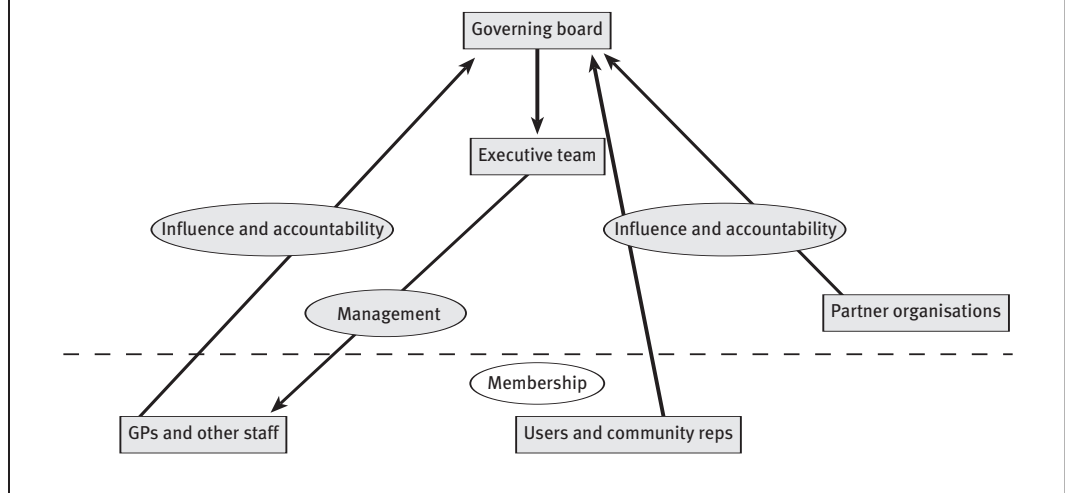 Governing board
Executive team
Influence and accountability
Influence and accountability
Management
Partner organisations
Membership
GPs and other staff
Users and community reps